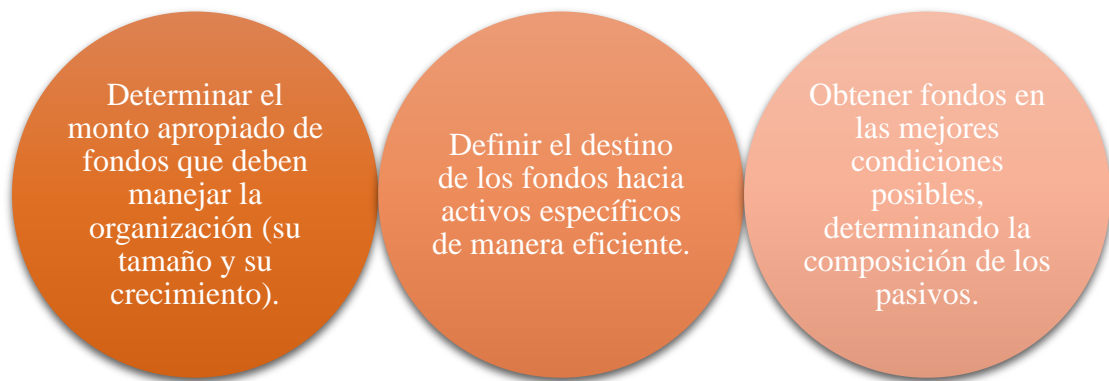 Determinar el
monto apropiado de
fondos que deben
manejar la
organización (su
tamaño y su
crecimiento).
Definir el destino
de los fondos hacia
activos específicos
de manera eficiente.
Obtener fondos en
las mejores
condiciones
posibles,
determinando la
composición de los
pasivos.